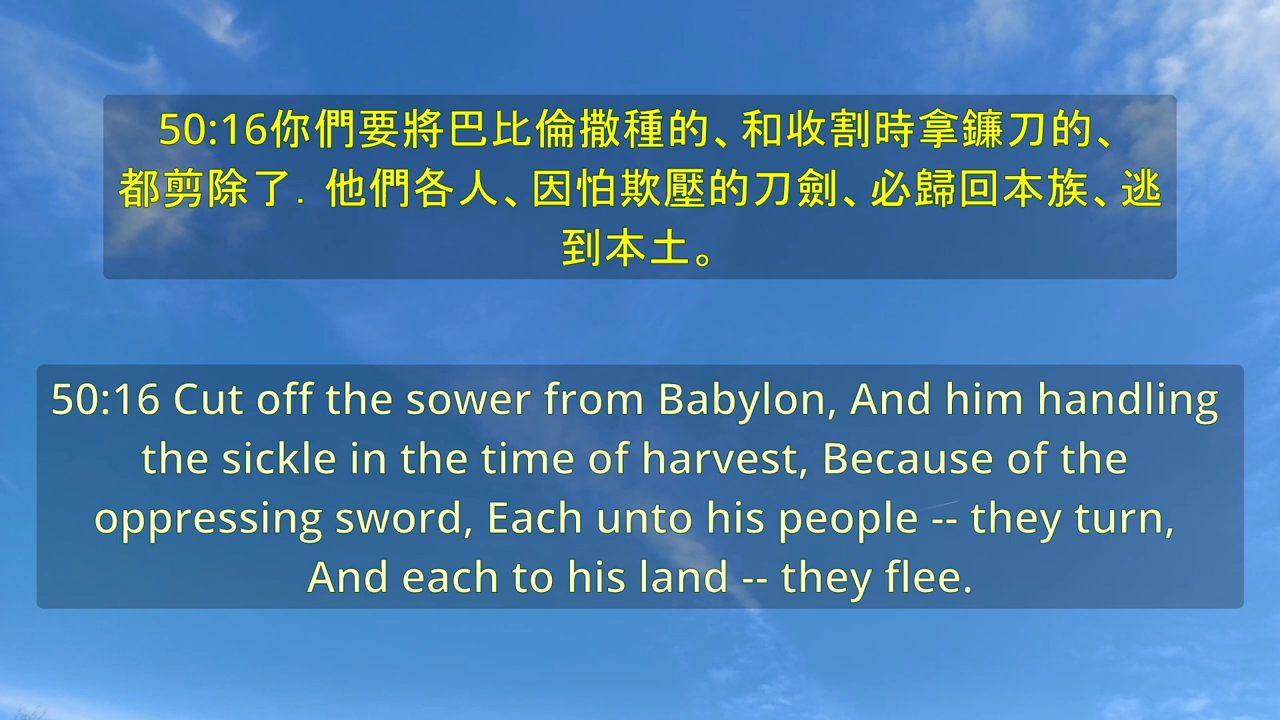 50:16你們要將巴比倫撒種的、和收割時拿鐮刀的、
都剪除了．他們各人、因怕欺壓的刀劍、必歸回本族、逃
到本土。
50:16 Cut off the sower from Babylon, And him handling
the sickle in the time of harvest, Because of the
oppressing sword, Each unto his people -- they turn,
And each to his land -- they flee.